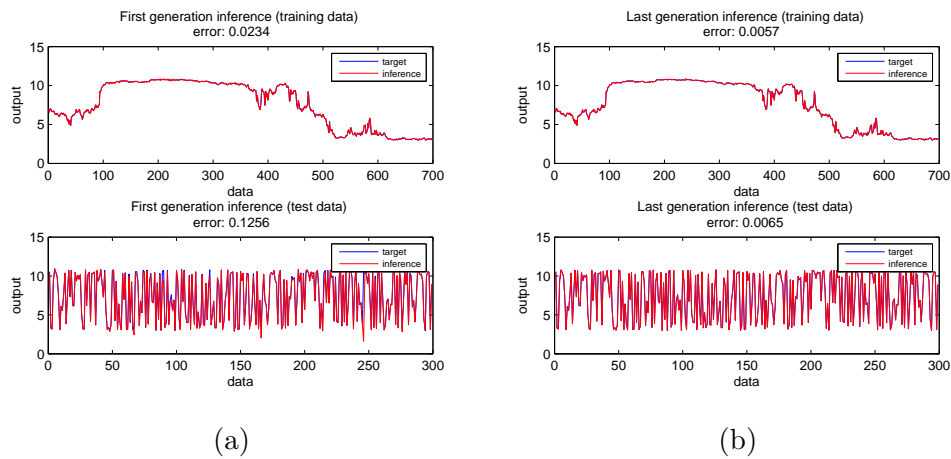 First generation inference (training data)
error: 0.0234
15
10
5
0
output
target
inference
0 100 200 300 400 500 600 700
data
First generation inference (test data)
error: 0.1256
15
10
5
0
output
target
inference
0 50 100 150 200 250 300
data
(a)
Last generation inference (training data)
error: 0.0057
15
10
5
0
output
target
inference
0 100 200 300 400 500 600 700
data
Last generation inference (test data)
error: 0.0065
15
10
5
0
output
target
inference
0 50 100 150 200 250 300
data
(b)